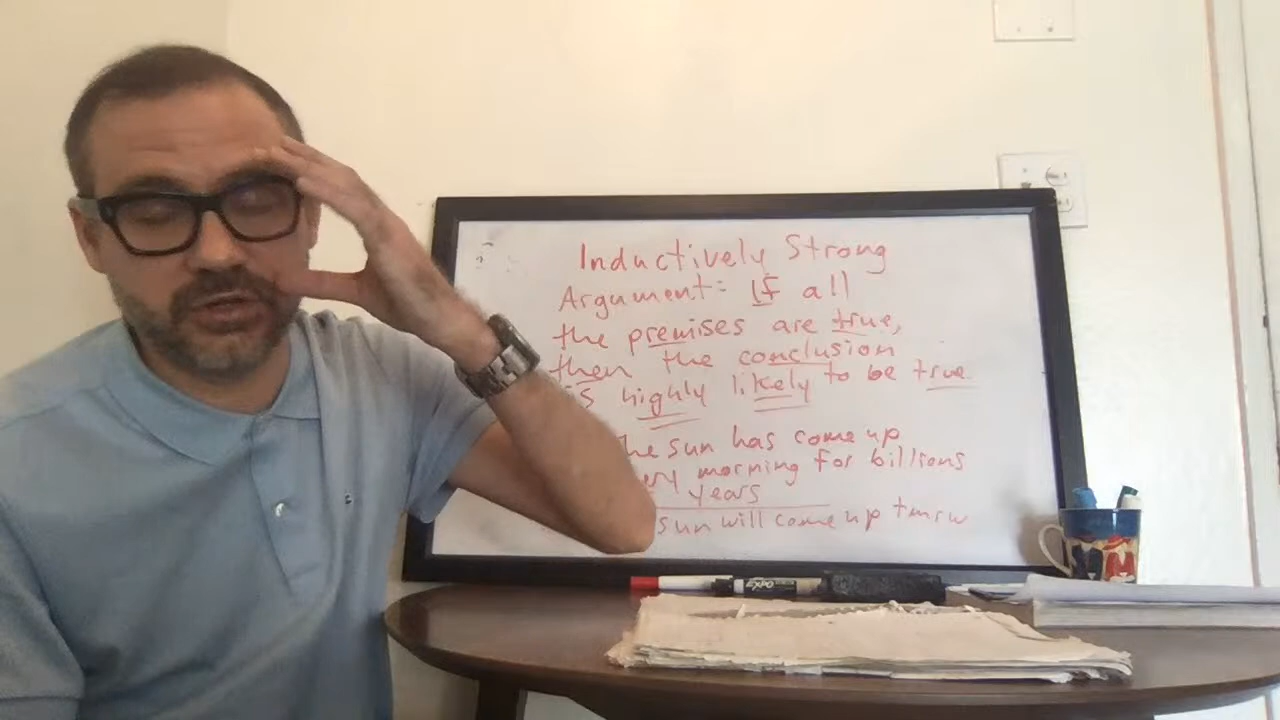 Inductively Strong
Argument: If all
the premises are true,
then the conclusion
is highly likely to be true.
sun has come up
morning for billions
years
sun will come up tmrw
EXPO